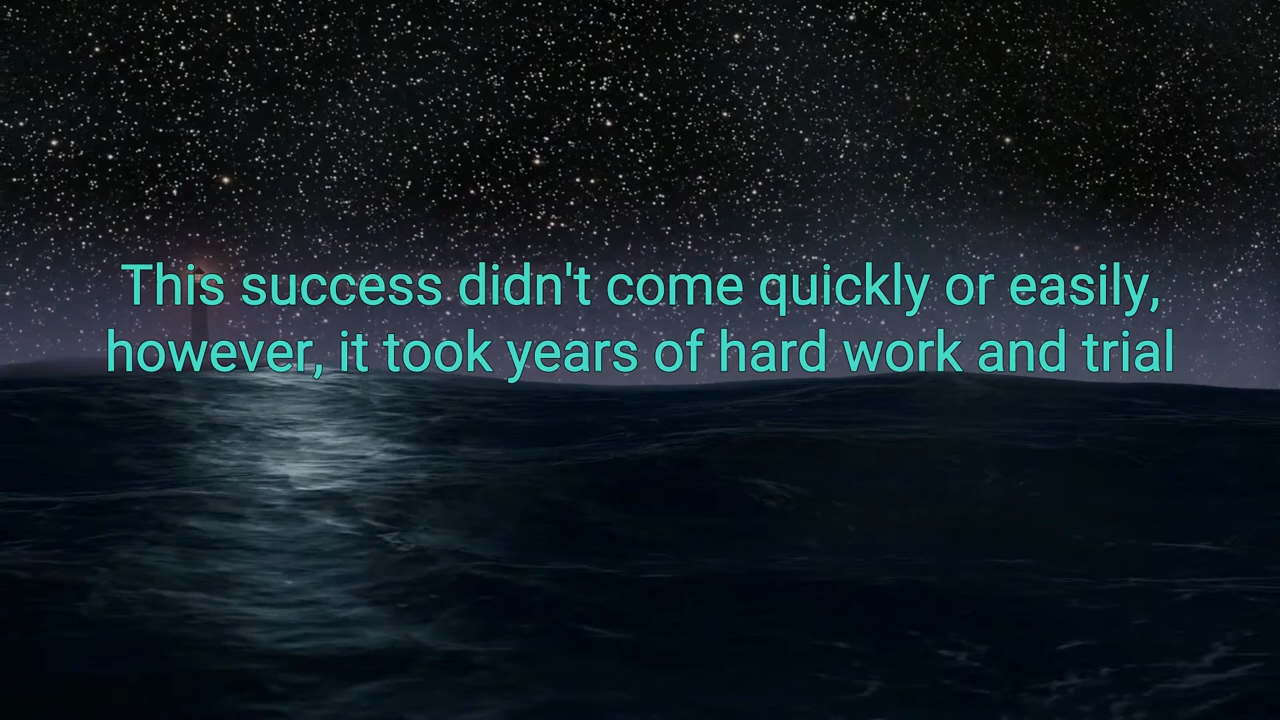 This success didn't come quickly or easily,
however, it took years of hard work and trial